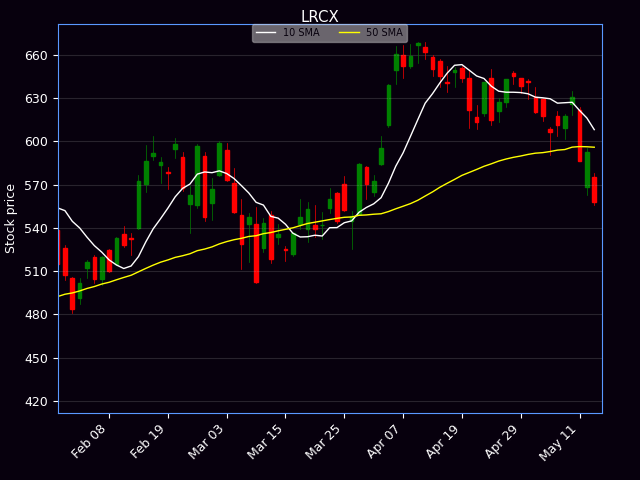 LRCX
10 SMA
50 SMA
Stock price
660
630
600
570
540
510
480
450
420
Feb 08
Feb 19
Mar 03
Mar 15
Mar 25
Apr 07
Apr 19
Apr 29
May 11